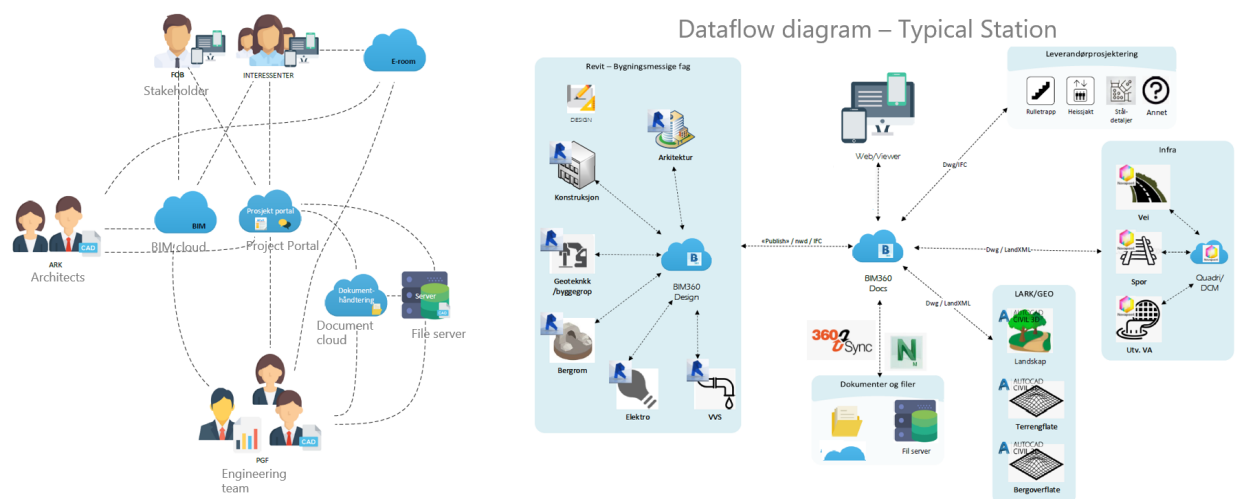 Dataflow diagram – Typical Station
FOB
Stakeholder
INTERESSENTER
E-room
ARK
CAD
Architects
BIM
BIM cloud
Prosjekt portal
Project Portal
Dokument-
håndtering
Document
cloud
Server
CAD
File server
CAD
PGF
Engineering
team
Revit – Bygningsmessige fag
DESIGN
R
Arkitektur
R
Konstruksjon
R
Geoteknkk
/byggegrop
R
Bergrom
R
Elektro
R
VVS
B
BIM360
Design
«Publish» / nwd / IFC
Web/Viewer
B
BIM360
Docs
360
Sync
N
M
Dokumenter og filer
Fil server
Leverandørprosjektering
Rulletrapp
Heissjakt
Stål-
detaljer
?
Annet
Dwg/IFC
Dwg / LandXML
Dwg / LandXML
LARK/GEO
AUTOCAD
CIVIL 3D
Landskap
AUTOCAD
CIVIL 3D
Terrengflate
AUTOCAD
CIVIL 3D
Bergoverflate
Infra
Vei
Spor
Utv. VA
Quadri/
DCM